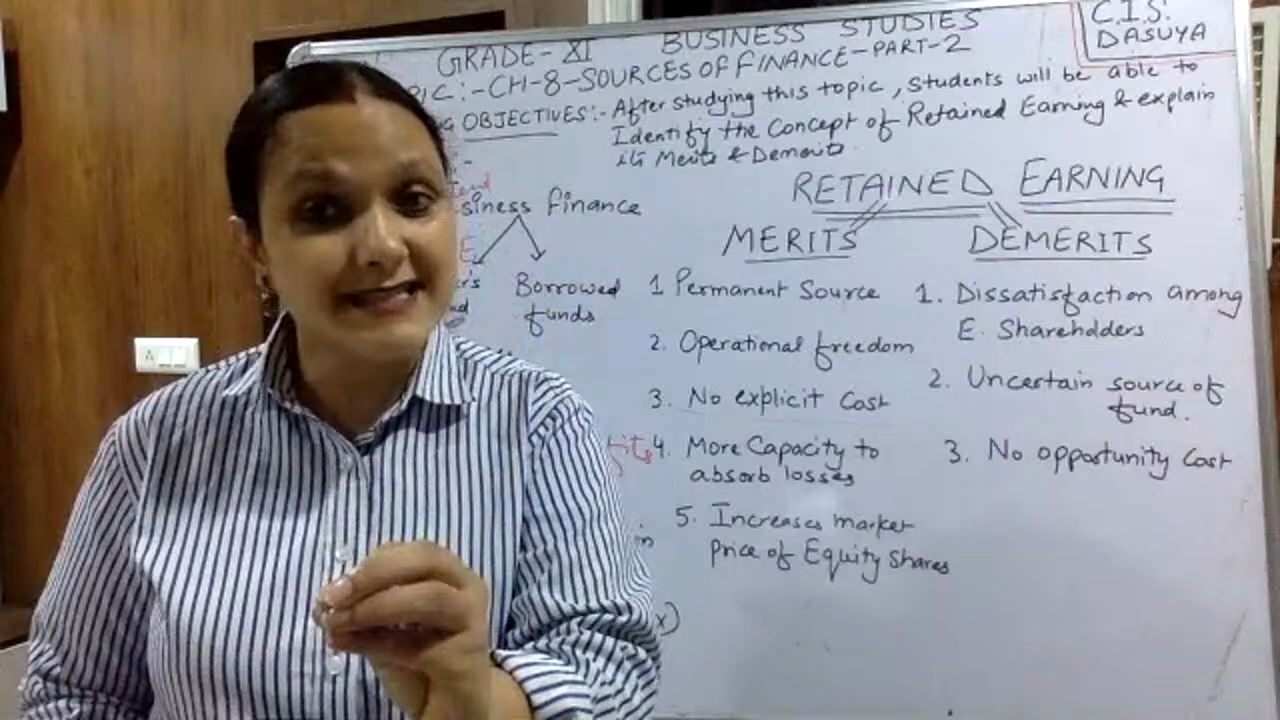 GRADE-XI BUSINESS STUDIES
C.I.S.
DASUYA
PIC:-CH-8-SOURCES OF FINANCE-PART-2
OBJECTIVES:- After studying this topic, students will be able to
Identify the Concept of Retained Earning & explain
its Merits & Demerits.
RETAINED EARNING
siness finance
Borrowed
funds
MERITS
1 Permanent Source
2. Operational freedom
3. No explicit Cost
4. More Capacity to
absorb losses
5. Increases market
price of Equity Shares
DEMERITS
1. Dissatisfaction among
E. Shareholders
2. Uncertain source of
fund.
3. No opportunity Cost